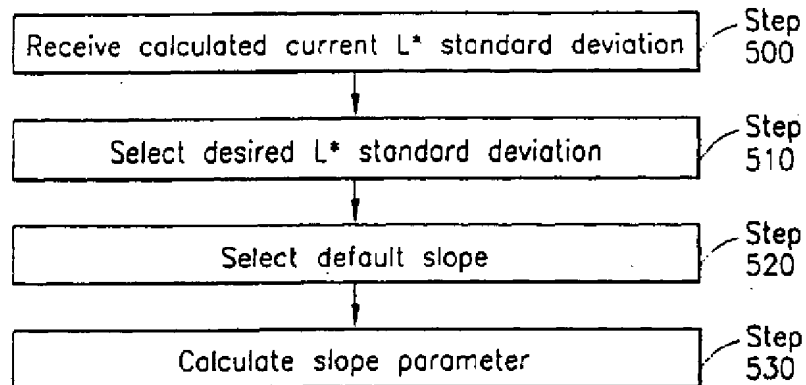 Receive calculated current L* standard deviation
Step
500
Select desired L* standard deviation
Step
510
Select default slope
Step
520
Calculate slope parameter
Step
530